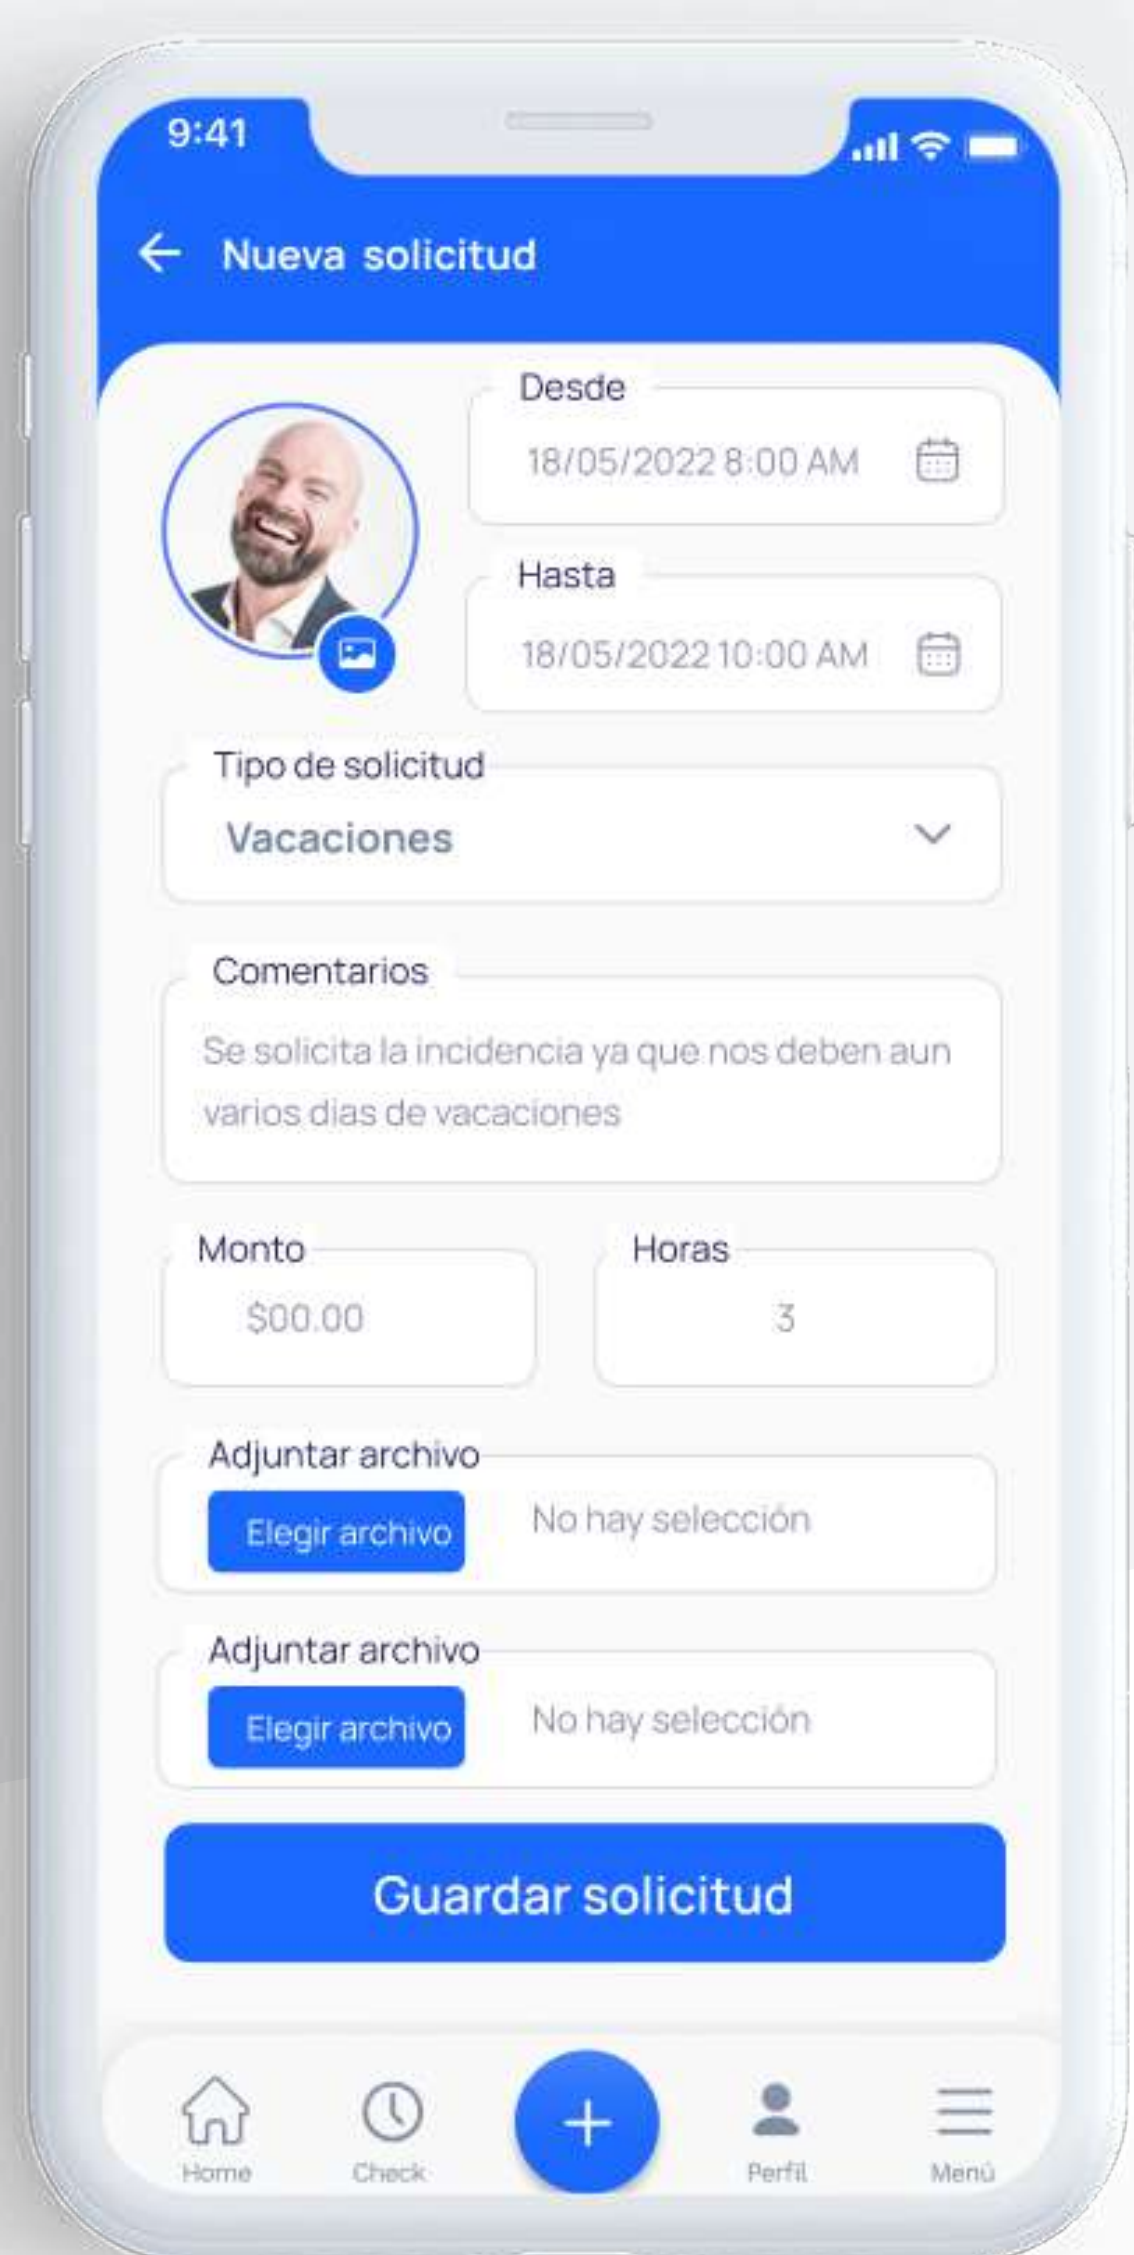 9:41
Nueva solicitud
Desde
18/05/2022 8:00 AM
Hasta
18/05/2022 10:00 AM
Tipo de solicitud
Vacaciones
Comentarios
Se solicita la incidencia ya que nos deben aun
varios dias de vacaciones
Monto
$00.00
Horas
3
Adjuntar archivo
Elegir archivo
No hay selección
Adjuntar archivo
Elegir archivo
No hay selección
Guardar solicitud
Home
Check
Perfil
Menú